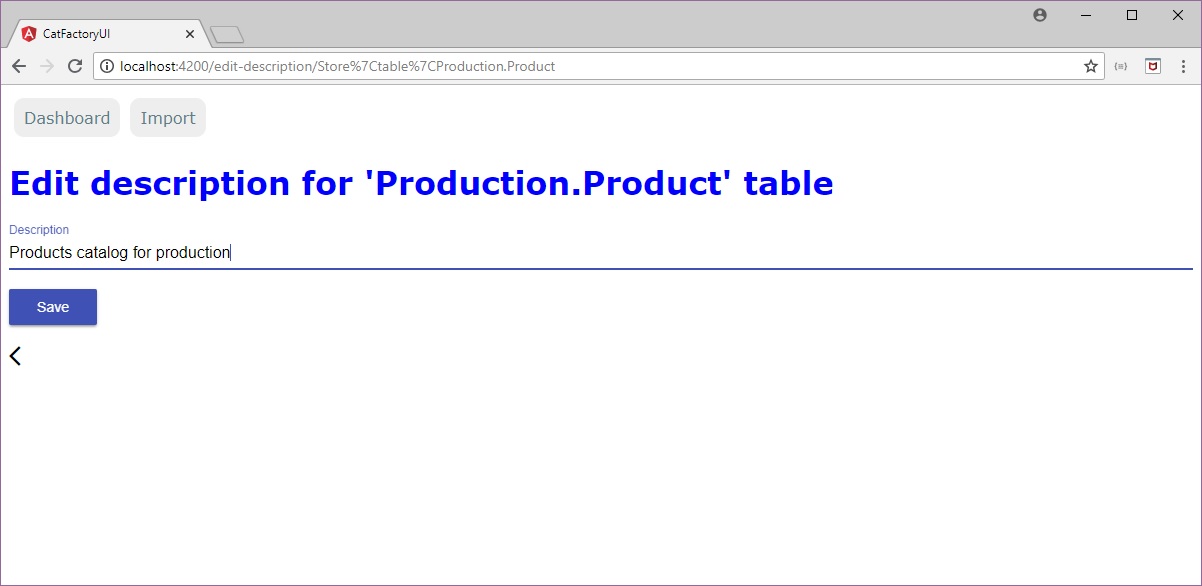 CatFactoryUI
localhost:4200/edit-description/Store%7Ctable%7CProduction.Product
Dashboard Import
Edit description for 'Production.Product' table
Description
Products catalog for production
Save